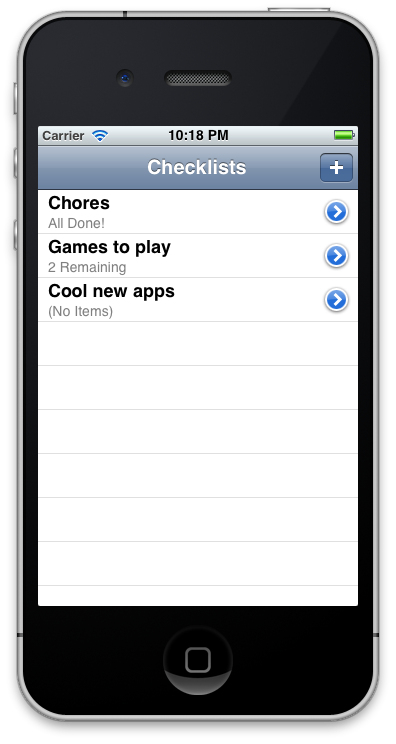 Carrier 10:18 PM
Checklists +
Chores
All Done!
Games to play
2 Remaining
Cool new apps
(No Items)